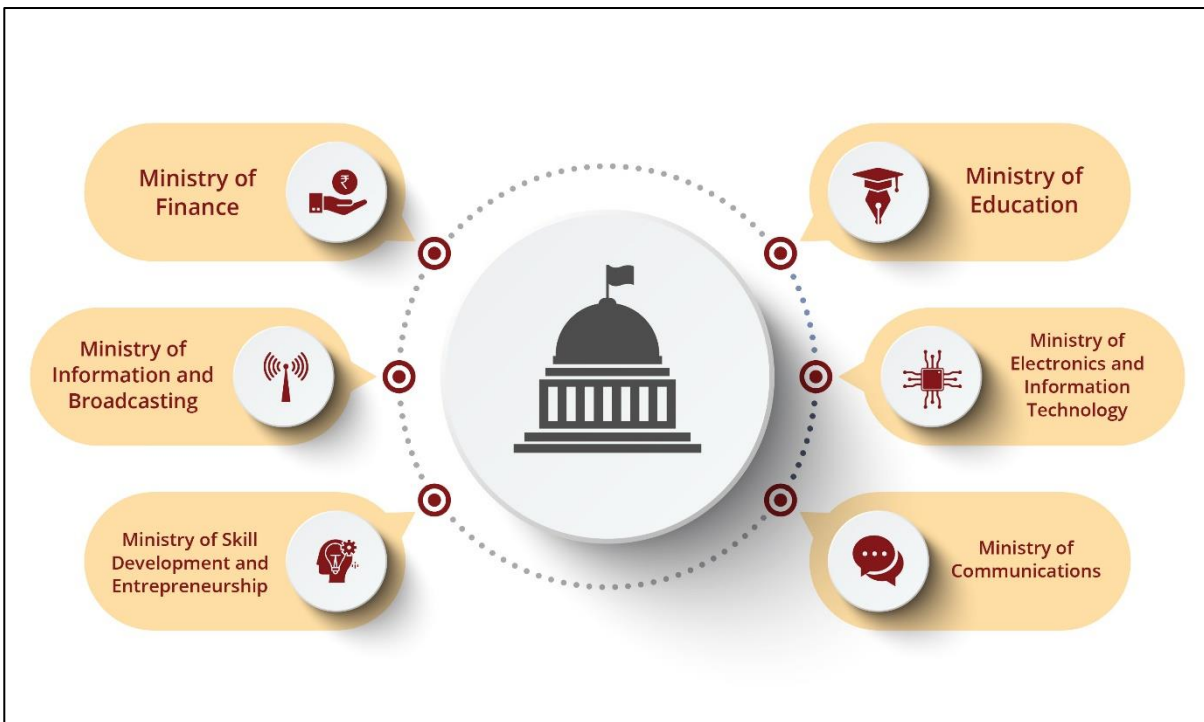 Ministry of
Finance
₹
Ministry of
Education
Ministry of
Information and
Broadcasting
Ministry of
Electronics and
Information
Technology
Ministry of Skill
Development and
Entrepreneurship
Ministry of
Communications